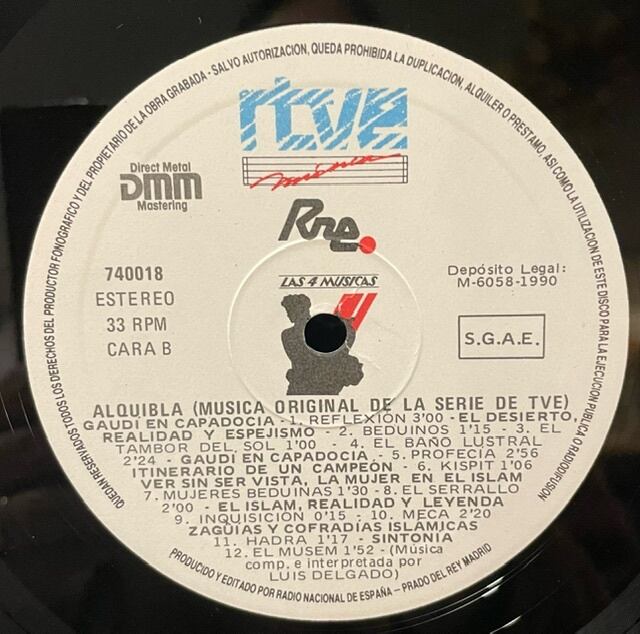 QUEDAN RESERVADOS TODOS LOS DERECHOS DEL PRODUCTOR FONOGRAFICO Y DEL PROPIETARIO DE LA OBRA GRABADA - SALVO AUTORIZACION, QUEDA PROHIBIDA LA DUPLICACION, ALQUILER O PRESTAMO, ASI COMO LA UTILIZACION DE ESTE DISCO PARA LA EJECUCION PUBLICA O RADIODIFUSION
rtve
música
Direct Metal
DMM
Mastering
Rne.
740018
ESTEREO
33 RPM
CARA B
LAS 4 MUSICAS
Depósito Legal:
M-6058-1990
S.G.A.E.
ALQUIBLA (MUSICA ORIGINAL DE LA SERIE DE TVE)
GAUDI EN CAPADOCIA - 1. REFLEXIÓN 3'00 - EL DESIERTO,
REALIDAD Y ESPEJISMO - 2. BEDUINOS 1'15 - 3. EL
TAMBOR DEL SOL 1'00 - 4. EL BAÑO LUSTRAL
2'24 - GAUDI EN CAPADOCIA - 5. PROFECÍA 2'56
ITINERARIO DE UN CAMPEÓN - 6. KISPIT 1'06
VER SIN SER VISTA, LA MUJER EN EL ISLAM
7. MUJERES BEDUINAS 1'30 - 8. EL SERRALLO
2'00 - EL ISLAM, REALIDAD Y LEYENDA
9. INQUISICIÓN 0'15 - 10. MECA 2'20
ZAGÜIAS Y COFRADÍAS ISLÁMICAS
11. HADRA 1'17 - SINTONÍA
12. EL MUSEM 1'52 - (Música
comp. e interpretada por
LUIS DELGADO)
PRODUCIDO Y EDITADO POR RADIO NACIONAL DE ESPAÑA - PRADO DEL REY MADRID